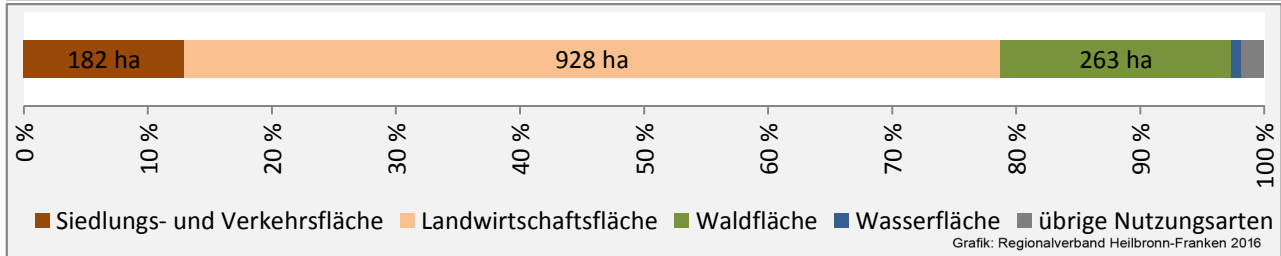 182 ha 928 ha 263 ha
0 % 10 % 20 % 30 % 40 % 50 % 60 % 70 % 80 % 90 % 100 %
Siedlungs- und Verkehrsfläche Landwirtschaftsfläche Waldfläche Wasserfläche übrige Nutzungsarten
Grafik: Regionalverband Heilbronn-Franken 2016